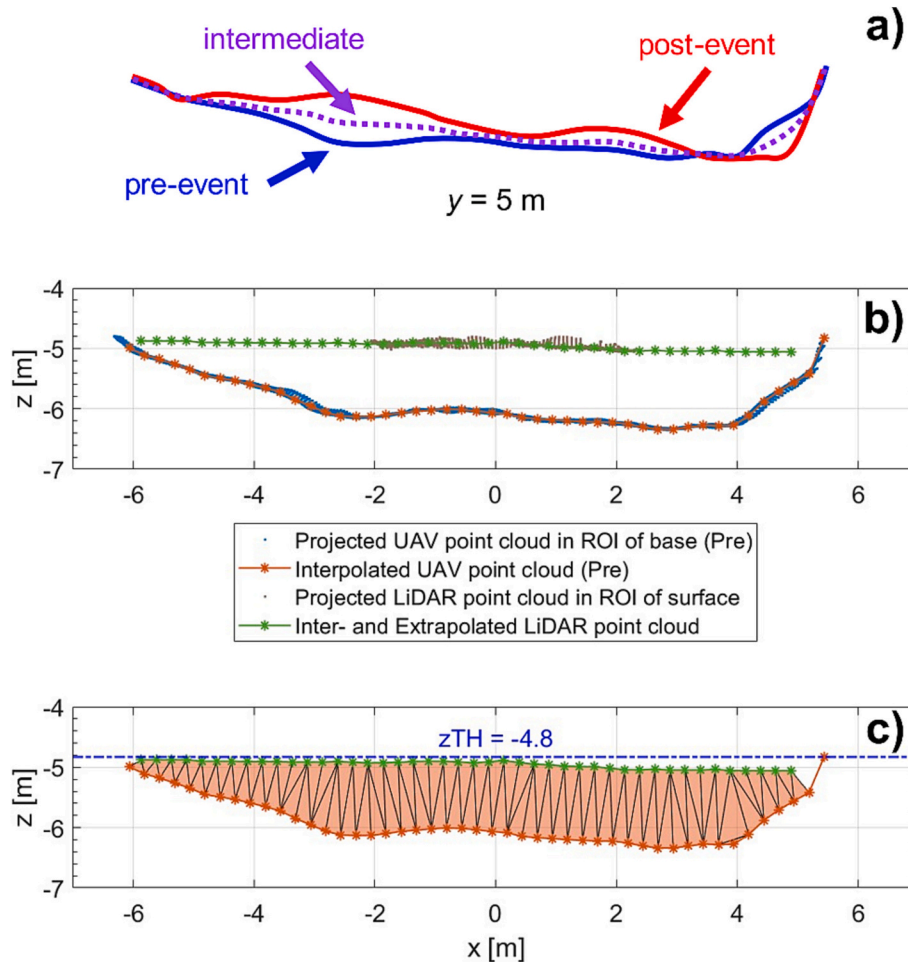 a)
intermediate
post-event
pre-event
y = 5 m
b)
-4
-5
-6
-7
z [m]
-6 -4 -2 0 2 4 6
Projected UAV point cloud in ROI of base (Pre)
Interpolated UAV point cloud (Pre)
Projected LiDAR point cloud in ROI of surface
Inter- and Extrapolated LiDAR point cloud
c)
-4
zTH = -4.8
-5
-6
-7
z [m]
-6 -4 -2 0 2 4 6
x [m]